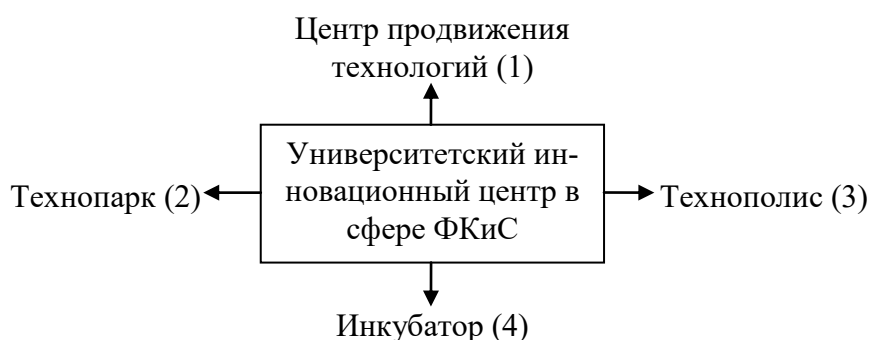 Центр продвижения
технологий (1)
Университетский ин-
новационный центр в
сфере ФКиС
Технопарк (2)
Технополис (3)
Инкубатор (4)